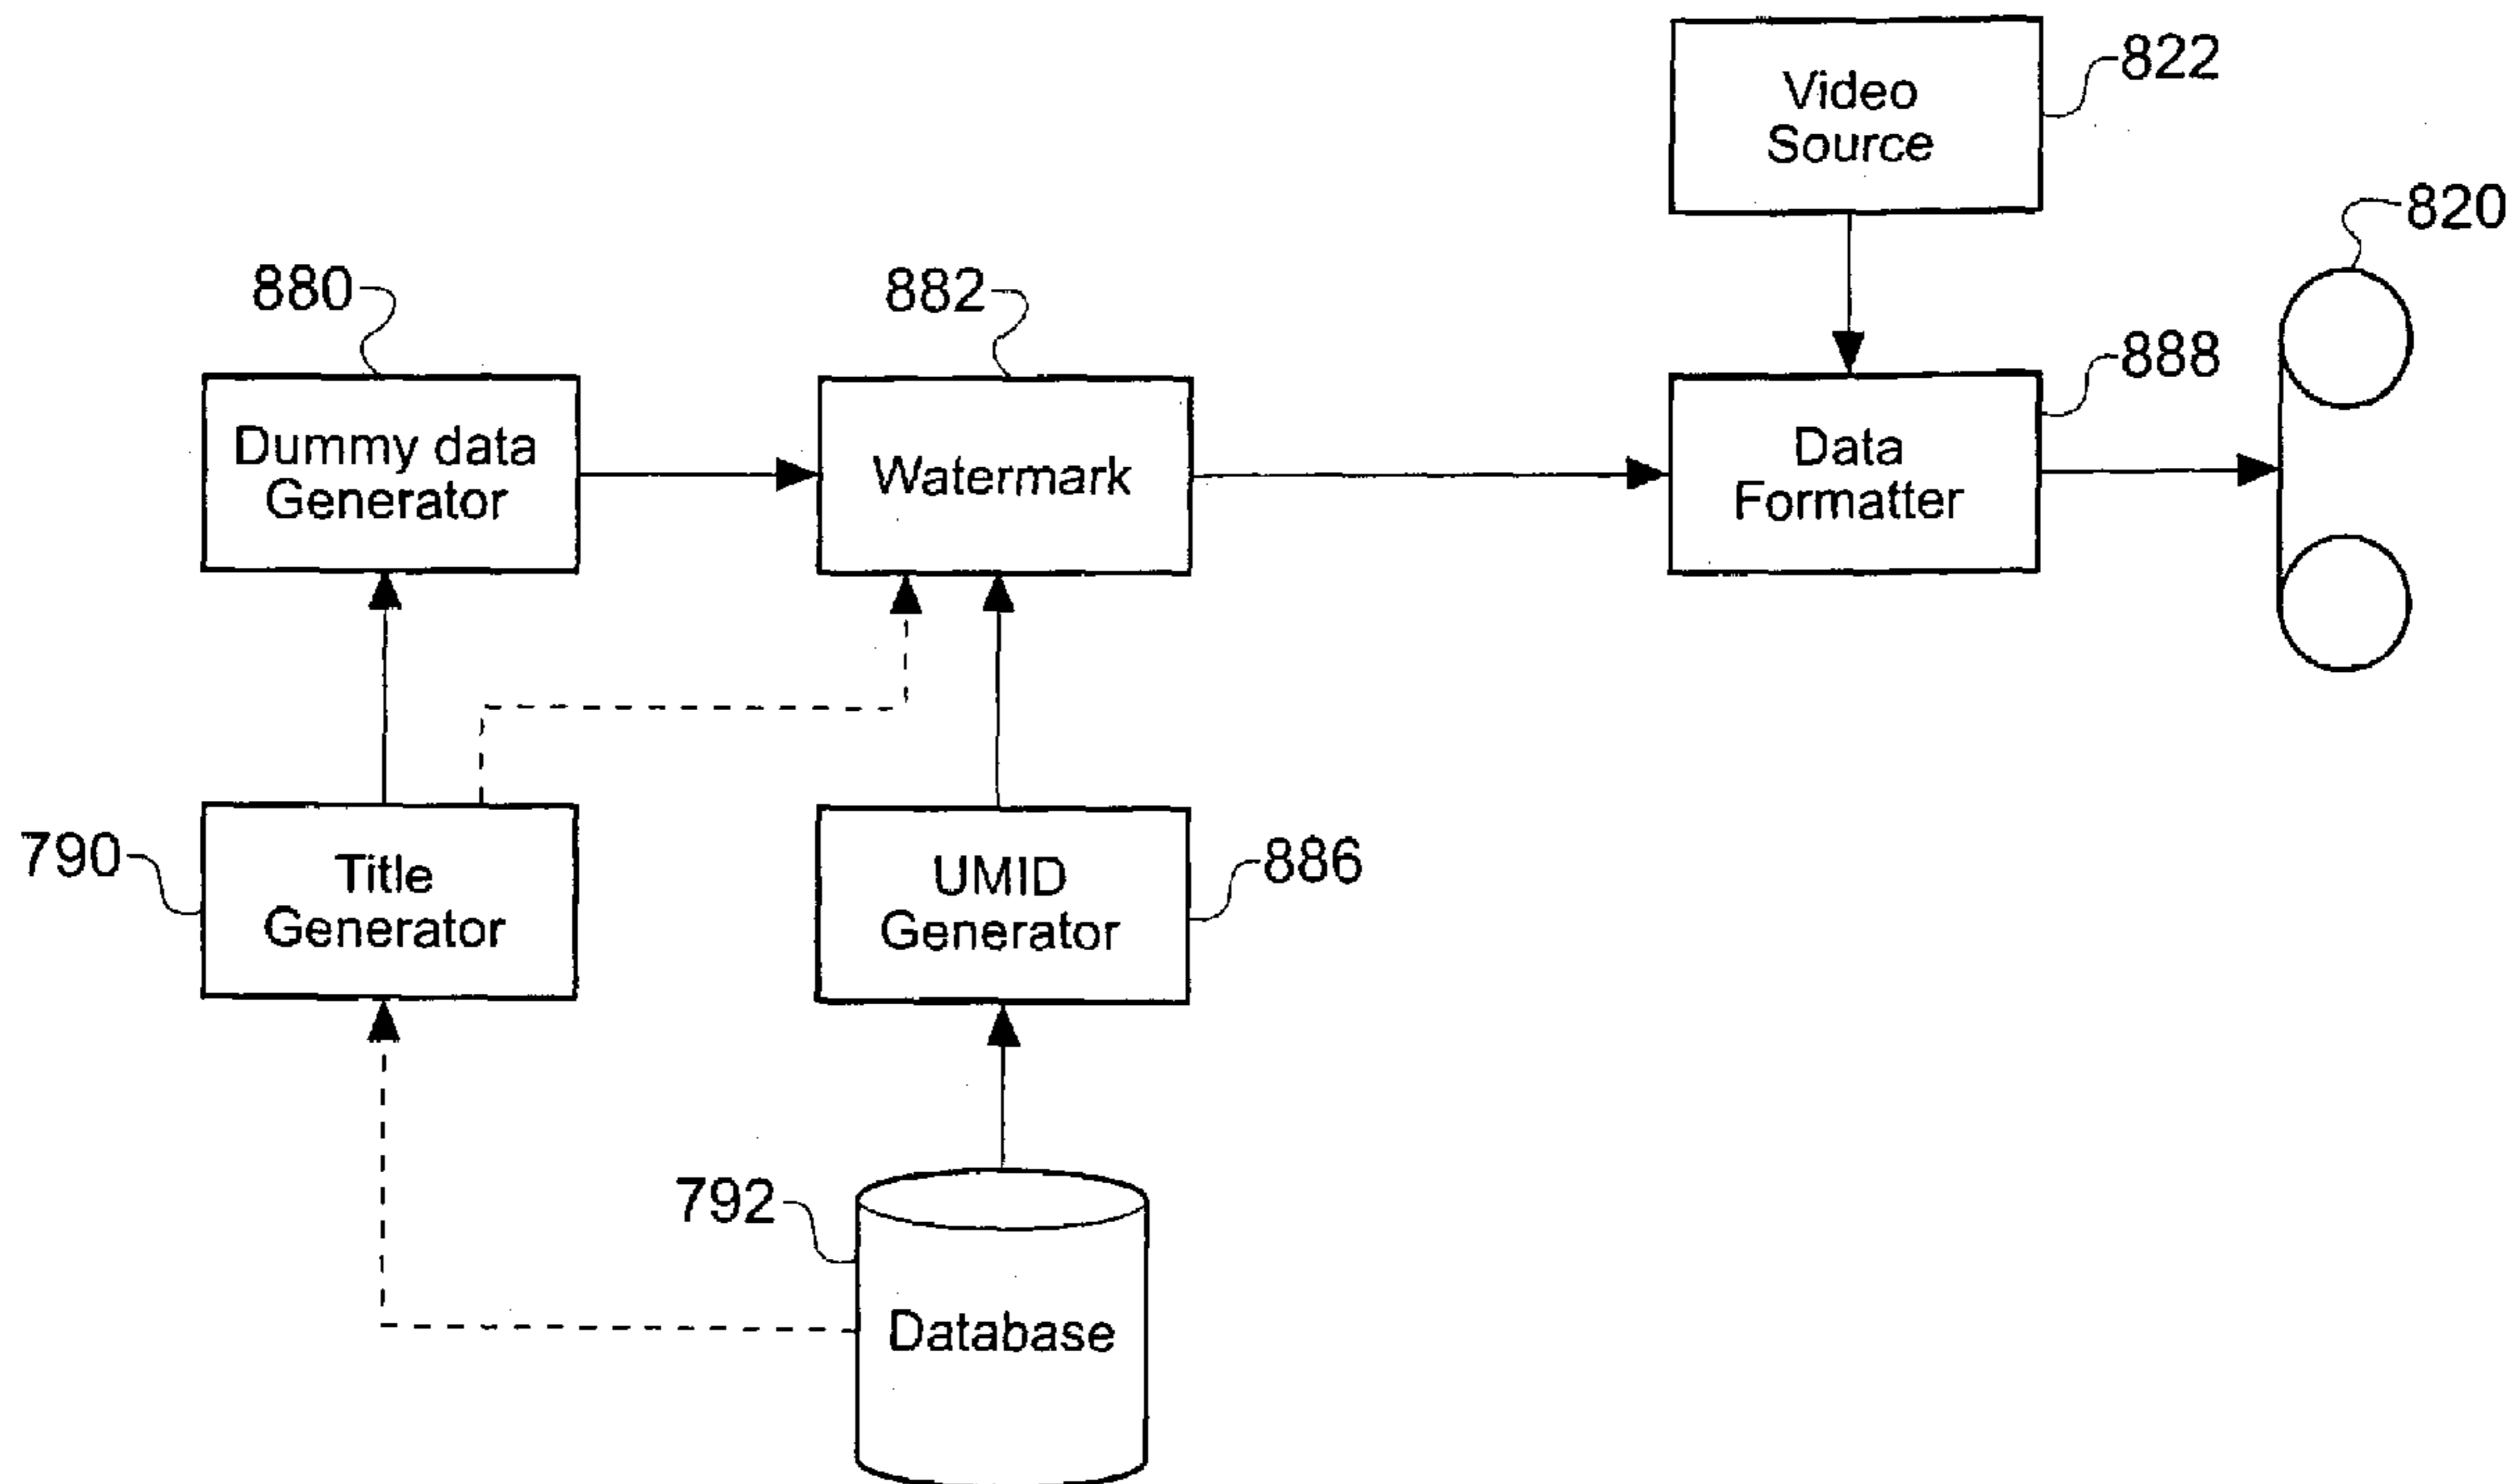 Video
Source
822
820
880
882
888
Dummy data
Generator
Watermark
Data
Formatter
790
Title
Generator
UMID
Generator
886
792
Database